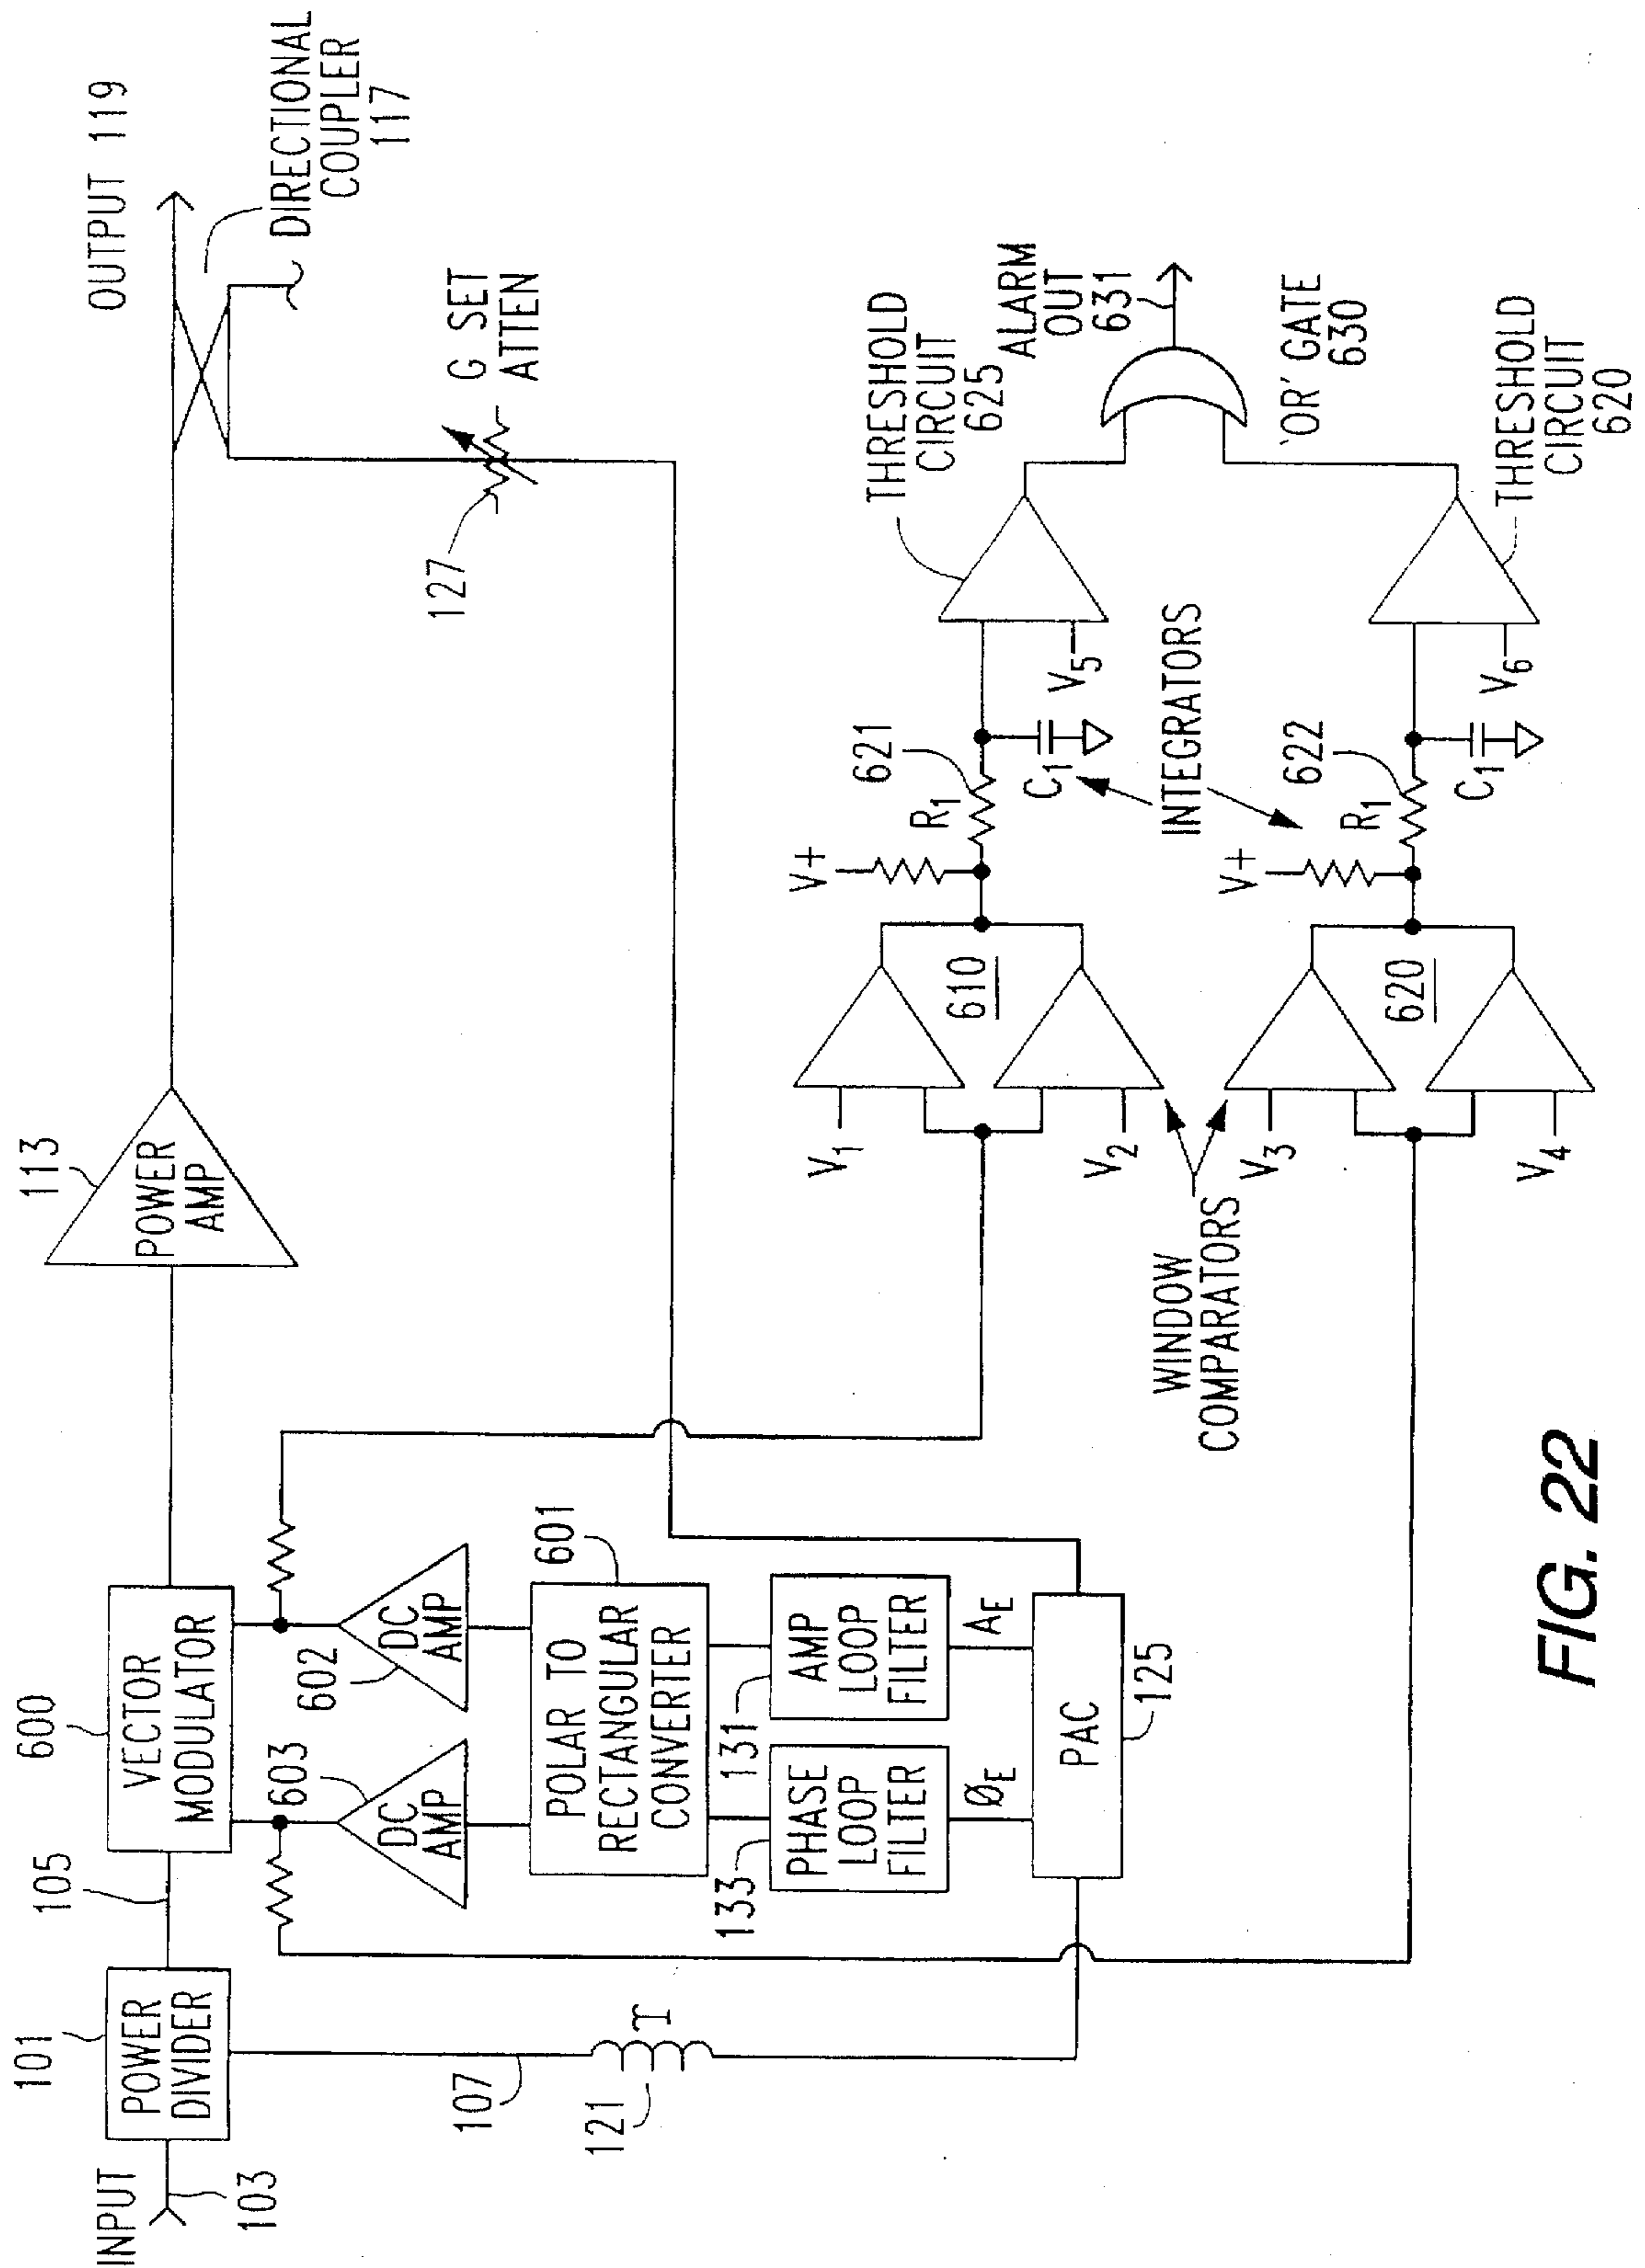 INPUT
103
101
POWER
DIVIDER
105
107
121
T
600
VECTOR
MODULATOR
603
DC
AMP
602
DC
AMP
601
POLAR TO
RECTANGULAR
CONVERTER
133
PHASE
LOOP
FILTER
131
AMP
LOOP
FILTER
ØE
AE
PAC
125
113
POWER
AMP
OUTPUT 119
DIRECTIONAL
COUPLER
117
G SET
ATTEN
127
V1
V2
610
V+
R1
621
C1
V5
THRESHOLD
CIRCUIT
625
ALARM
OUT
631
'OR' GATE
630
INTEGRATORS
WINDOW
COMPARATORS
V3
V4
620
V+
R1
622
C1
V6
THRESHOLD
CIRCUIT
620
FIG. 22